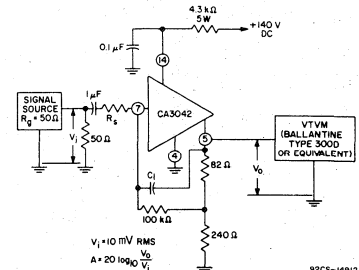 4.3 kΩ
5W
+140 V
DC
0.1 µF
14
SIGNAL
SOURCE
Rg = 50Ω
1 µF
Vi
50Ω
RS
7
CA3042
4
5
C1
82Ω
100 kΩ
240Ω
Vo
VTVM
(BALLANTINE
TYPE 300D
OR EQUIVALENT)
Vi = 10 mV RMS
A = 20 log10 Vo/Vi